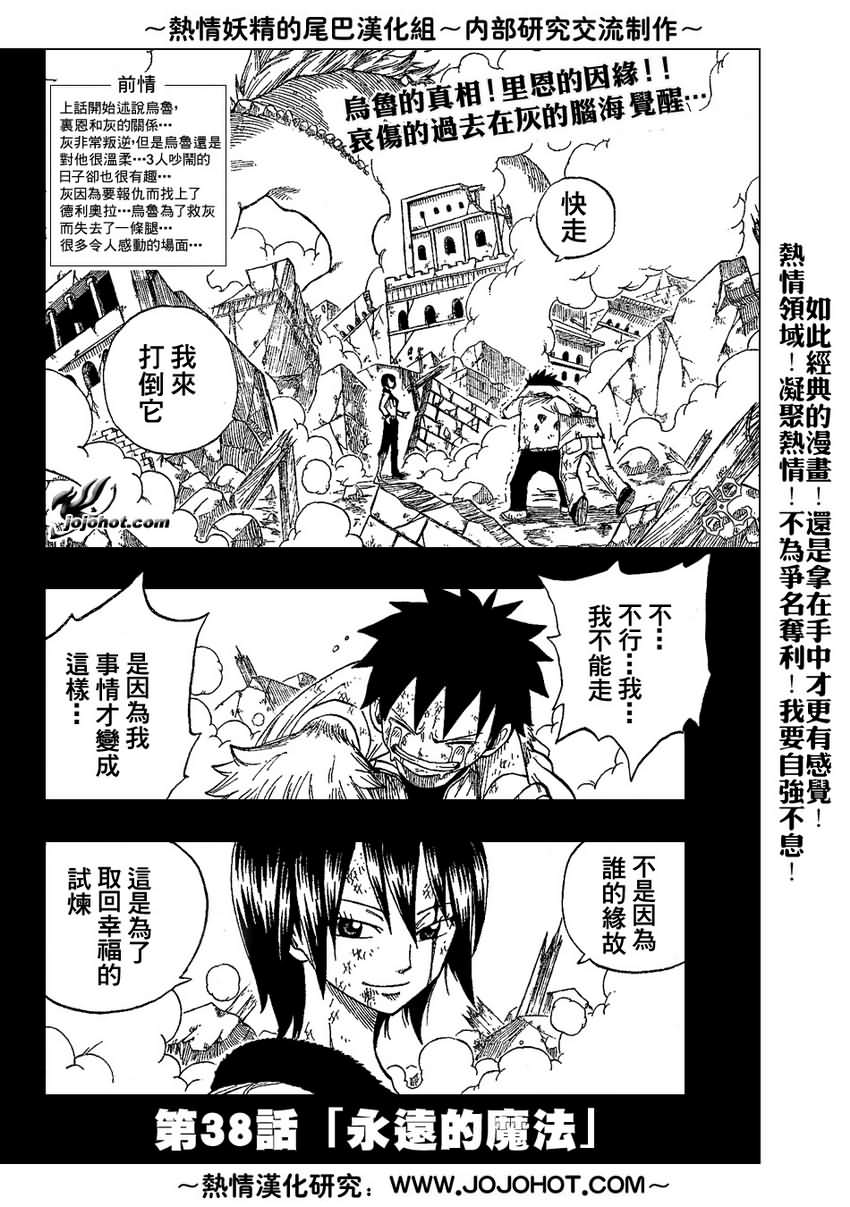 ～熱情妖精的尾巴漢化組～内部研究交流制作～
前情
上話開始述說烏魯，
裏恩和灰的關係…
灰非常叛逆，但是烏魯還是
對他很溫柔…3人吵鬧的
日子卻也很有趣…
灰因為要報仇而找上了
德利奧拉…烏魯為了救灰
而失去了一條腿…
很多令人感動的場面…
烏魯的真相！里恩的因緣！！
哀傷的過去在灰的腦海覺醒…
快走
我來
打倒它
jojohot.com
不…
不行…我…
我不能走
是因為我
事情才變成
這樣…
不是因為
誰的緣故
這是為了
取回幸福的
試煉
如此經典的漫畫！還是拿在手中才更有感覺！
熱情領域！凝聚熱情！不為爭名奪利！我要自強不息！
第38話「永遠的魔法」
～熱情漢化研究：WWW.JOJOHOT.COM～